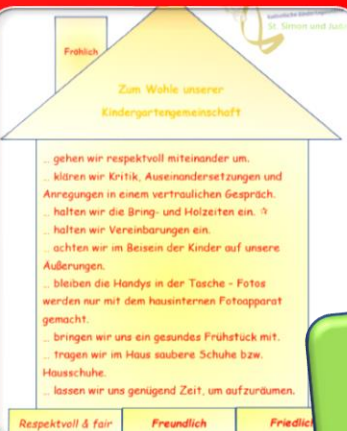 St. Simon und Juda
Fröhlich
Zum Wohle unserer
Kindergartengemeinschaft
... gehen wir respektvoll miteinander um.
... klären wir Kritik, Auseinandersetzungen und
Anregungen in einem vertraulichen Gespräch.
... halten wir die Bring- und Holzeiten ein.
... halten wir Vereinbarungen ein.
... achten wir im Beisein der Kinder auf unsere
Äußerungen.
... bleiben die Handys in der Tasche - Fotos
werden nur mit dem hausinternen Fotoapparat
gemacht.
... bringen wir uns ein gesundes Frühstück mit.
... tragen wir im Haus saubere Schuhe bzw.
Hausschuhe.
... lassen wir uns genügend Zeit, um aufzuräumen.
Respektvoll & fair Freundlich Friedlich